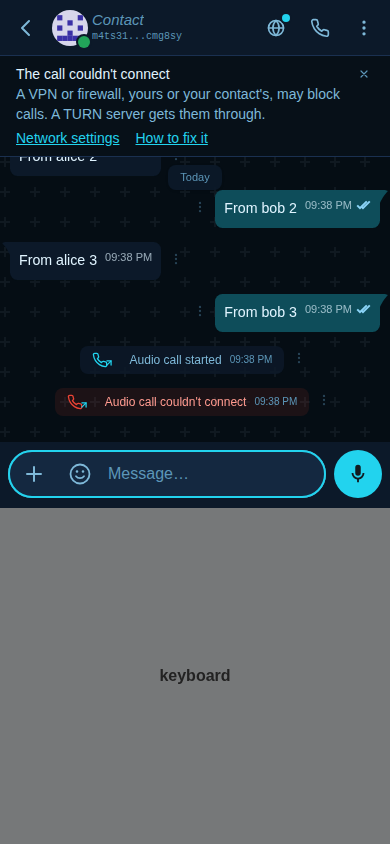 Contact
m4ts31...cmg8sy
The call couldn't connect
A VPN or firewall, yours or your contact's, may block
calls. A TURN server gets them through.
Network settings How to fix it
From alice 2
Today
From bob 2 09:38 PM
From alice 3 09:38 PM
From bob 3 09:38 PM
Audio call started 09:38 PM
Audio call couldn't connect 09:38 PM
Message…
keyboard